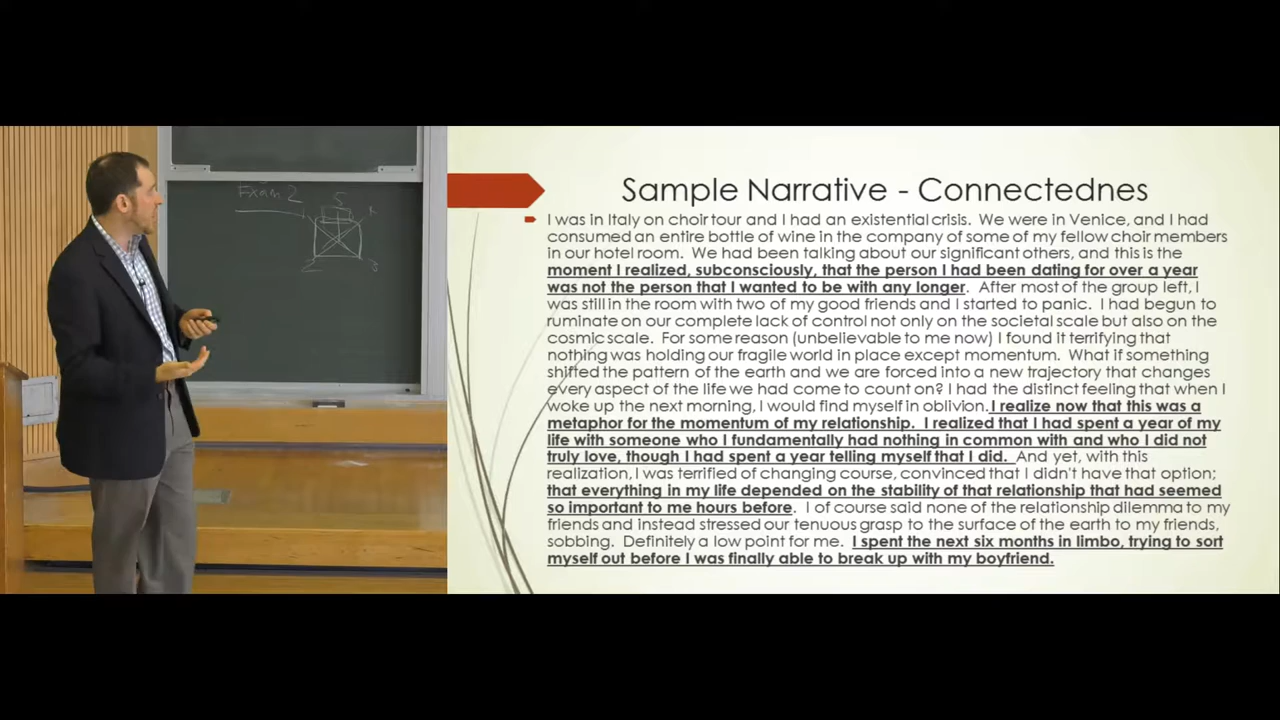 Exam 2
5
2
3
Sample Narrative - Connectednes
I was in Italy on choir tour and I had an existential crisis.  We were in Venice, and I had
consumed an entire bottle of wine in the company of some of my fellow choir members
in our hotel room.  We had been talking about our significant others, and this is the
moment I realized, subconsciously, that the person I had been dating for over a year
was not the person that I wanted to be with any longer.  After most of the group left, I
was still in the room with two of my good friends and I started to panic.  I had begun to
ruminate on our complete lack of control not only on the societal scale but also on the
cosmic scale.  For some reason (unbelievable to me now) I found it terrifying that
nothing was holding our fragile world in place except momentum.  What if something
shifted the pattern of the earth and we are forced into a new trajectory that changes
every aspect of the life we had come to count on? I had the distinct feeling that when I
woke up the next morning, I would find myself in oblivion. I realize now that this was a
metaphor for the momentum of my relationship.  I realized that I had spent a year of my
life with someone who I fundamentally had nothing in common with and who I did not
truly love, though I had spent a year telling myself that I did.  And yet, with this
realization, I was terrified of changing course, convinced that I didn't have that option;
that everything in my life depended on the stability of that relationship that had seemed
so important to me hours before.  I of course said none of the relationship dilemma to my
friends and instead stressed our tenuous grasp to the surface of the earth to my friends,
sobbing.  Definitely a low point for me.  I spent the next six months in limbo, trying to sort
myself out before I was finally able to break up with my boyfriend.